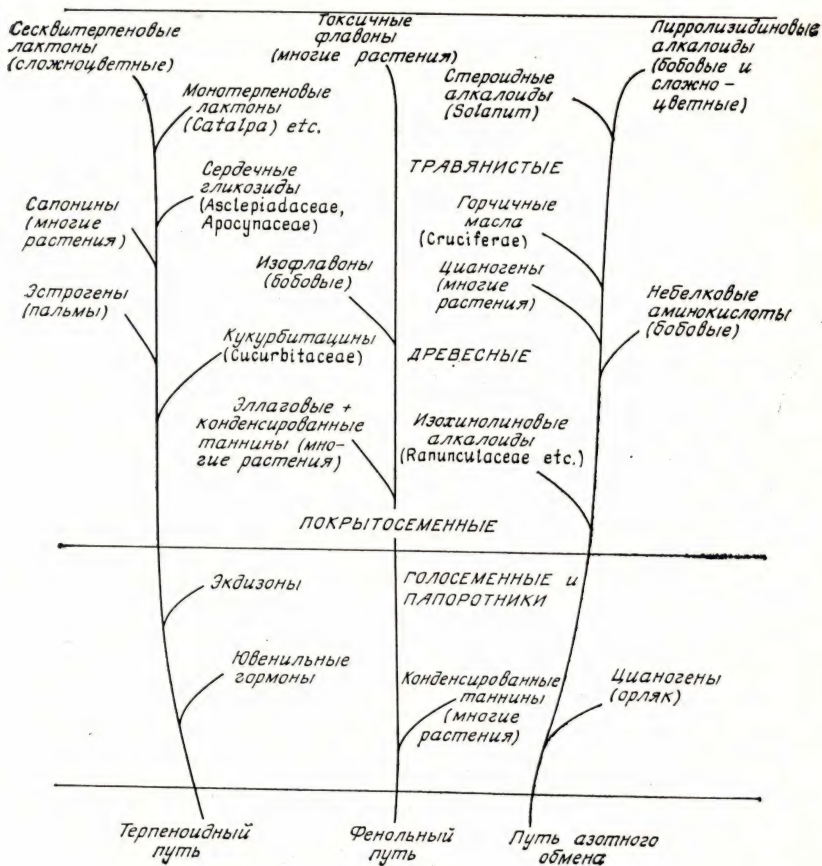 Сесквитерпеновые
лактоны
(сложноцветные)
Токсичные
флавоны
(многие растения)
Пирролизидиновые
алкалоиды
(бобовые и
сложно-
цветные)
Стероидные
алкалоиды
(Solanum)
Монотерпеновые
лактоны
(Catalpa) etc.
ТРАВЯНИСТЫЕ
Сердечные
гликозиды
(Asclepiadaceae,
Apocynaceae)
Горчичные
масла
(Cruciferae)
Сапонины
(многие
растения)
Изофлавоны
(бобовые)
Цианогены
(многие
растения)
Эстрогены
(пальмы)
Небелковые
аминокислоты
(бобовые)
Кукурбитацины
(Cucurbitaceae)
ДРЕВЕСНЫЕ
Эллаговые +
конденсированные
таннины (мно-
гие растения)
Изохинолиновые
алкалоиды
(Ranunculaceae etc.)
ПОКРЫТОСЕМЕННЫЕ
Экдизоны
ГОЛОСЕМЕННЫЕ и
ПАПОРОТНИКИ
Ювенильные
гормоны
Конденсированные
таннины
(многие
растения)
Цианогены
(орляк)
Терпеноидный
путь
Фенольный
путь
Путь азотного
обмена